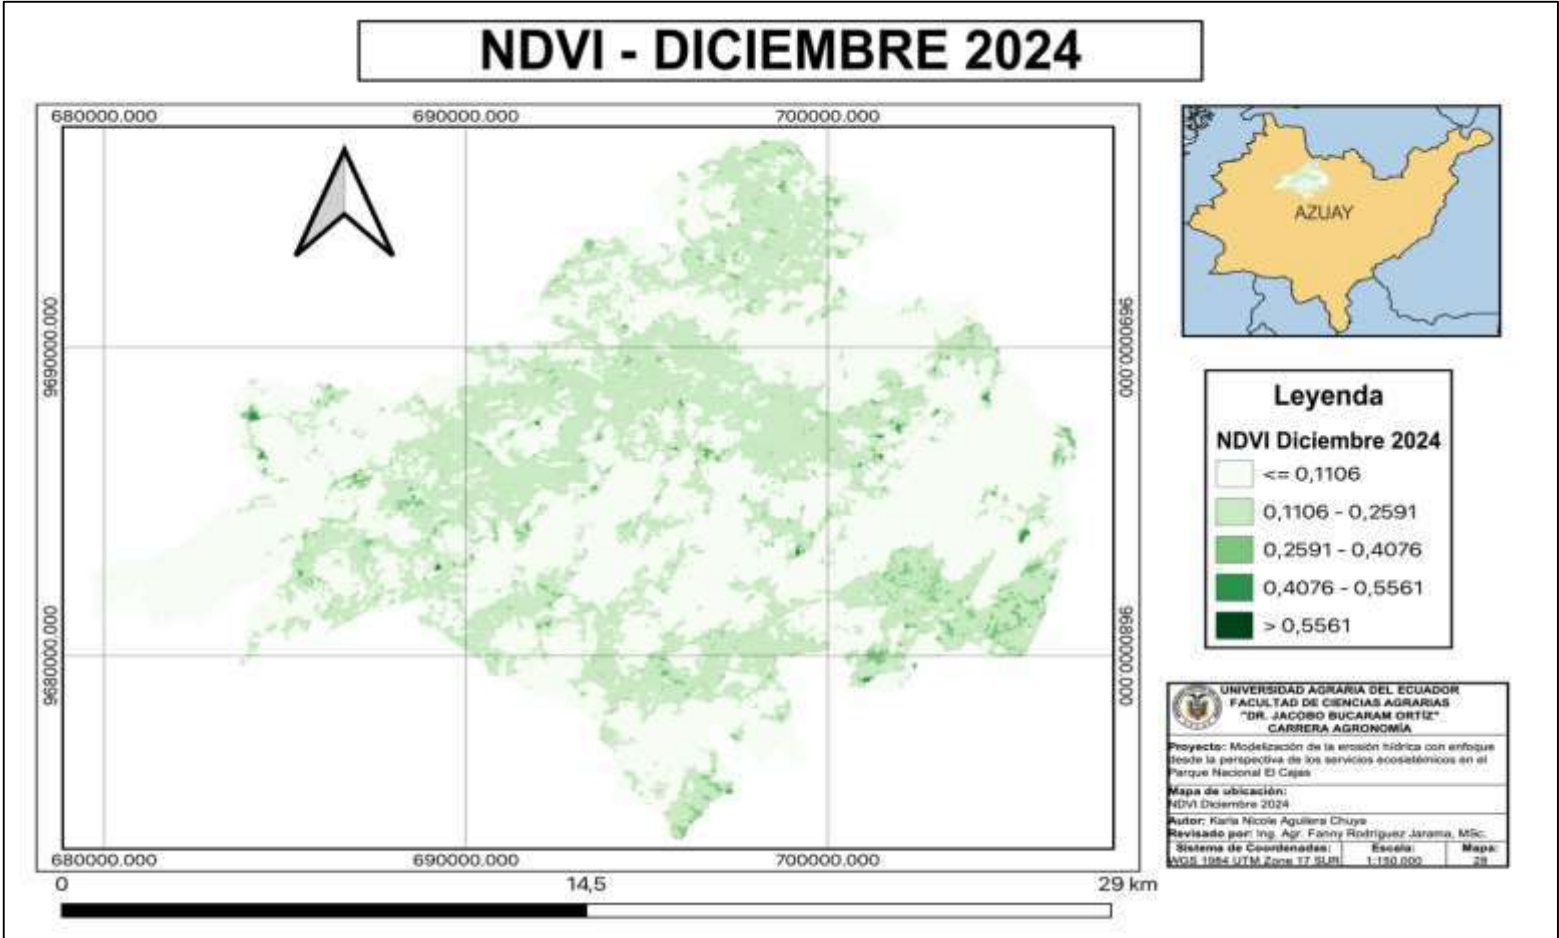 NDVI - DICIEMBRE 2024
680000.000 690000.000 700000.000
9690000.000
9690000.000
9680000.000
9680000.000
680000.000 690000.000 700000.000
0 14,5 29 km
AZUAY
Leyenda
NDVI Diciembre 2024
<= 0,1106
0,1106 - 0,2591
0,2591 - 0,4076
0,4076 - 0,5561
> 0,5561
UNIVERSIDAD AGRARIA DEL ECUADOR
FACULTAD DE CIENCIAS AGRARIAS
"DR. JACOBO BUCARAM ORTÍZ"
CARRERA AGRONOMÍA
Proyecto: Modelización de la erosión hídrica con enfoque
desde la perspectiva de los servicios ecosistémicos en el
Parque Nacional El Cajas
Mapa de ubicación:
NDVI Diciembre 2024
Autor: Karla Nicole Aguilera Chuya
Revisado por: Ing. Agr. Fanny Rodríguez Jarama, MSc.
Sistema de Coordenadas: Escala: Mapa:
WGS 1984 UTM Zone 17 SUR 1:150.000 28